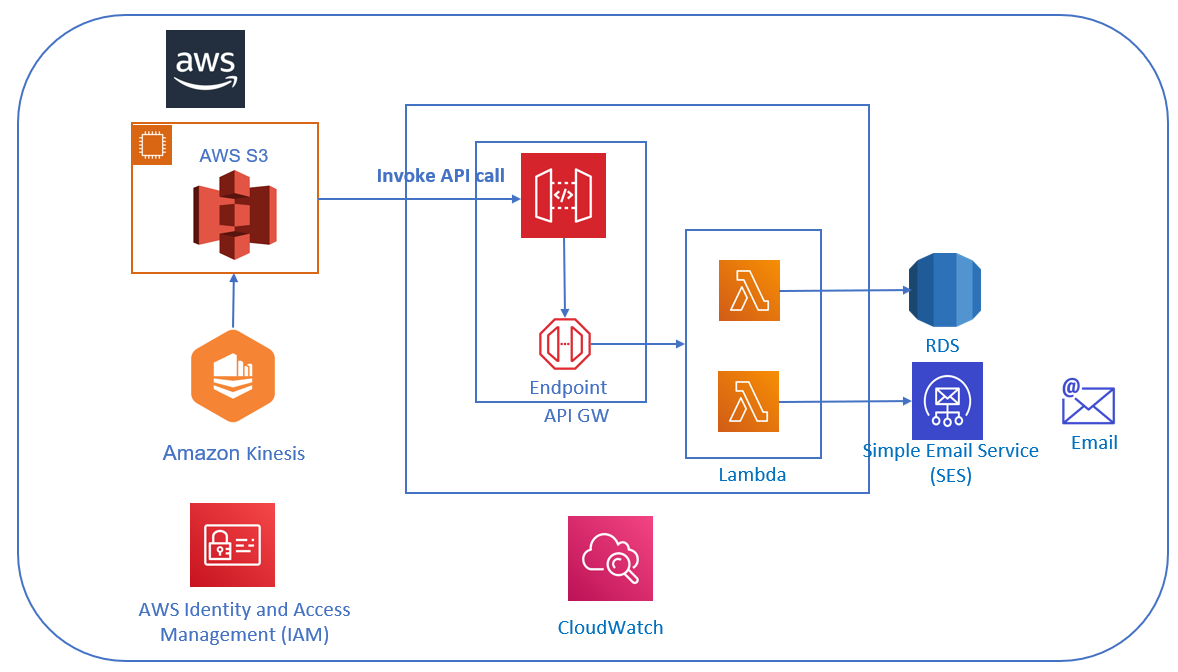 aws
AWS S3
Invoke API call
Endpoint
API GW
RDS
@
Simple Email Service
(SES)
Email
Amazon Kinesis
Lambda
AWS Identity and Access
Management (IAM)
CloudWatch